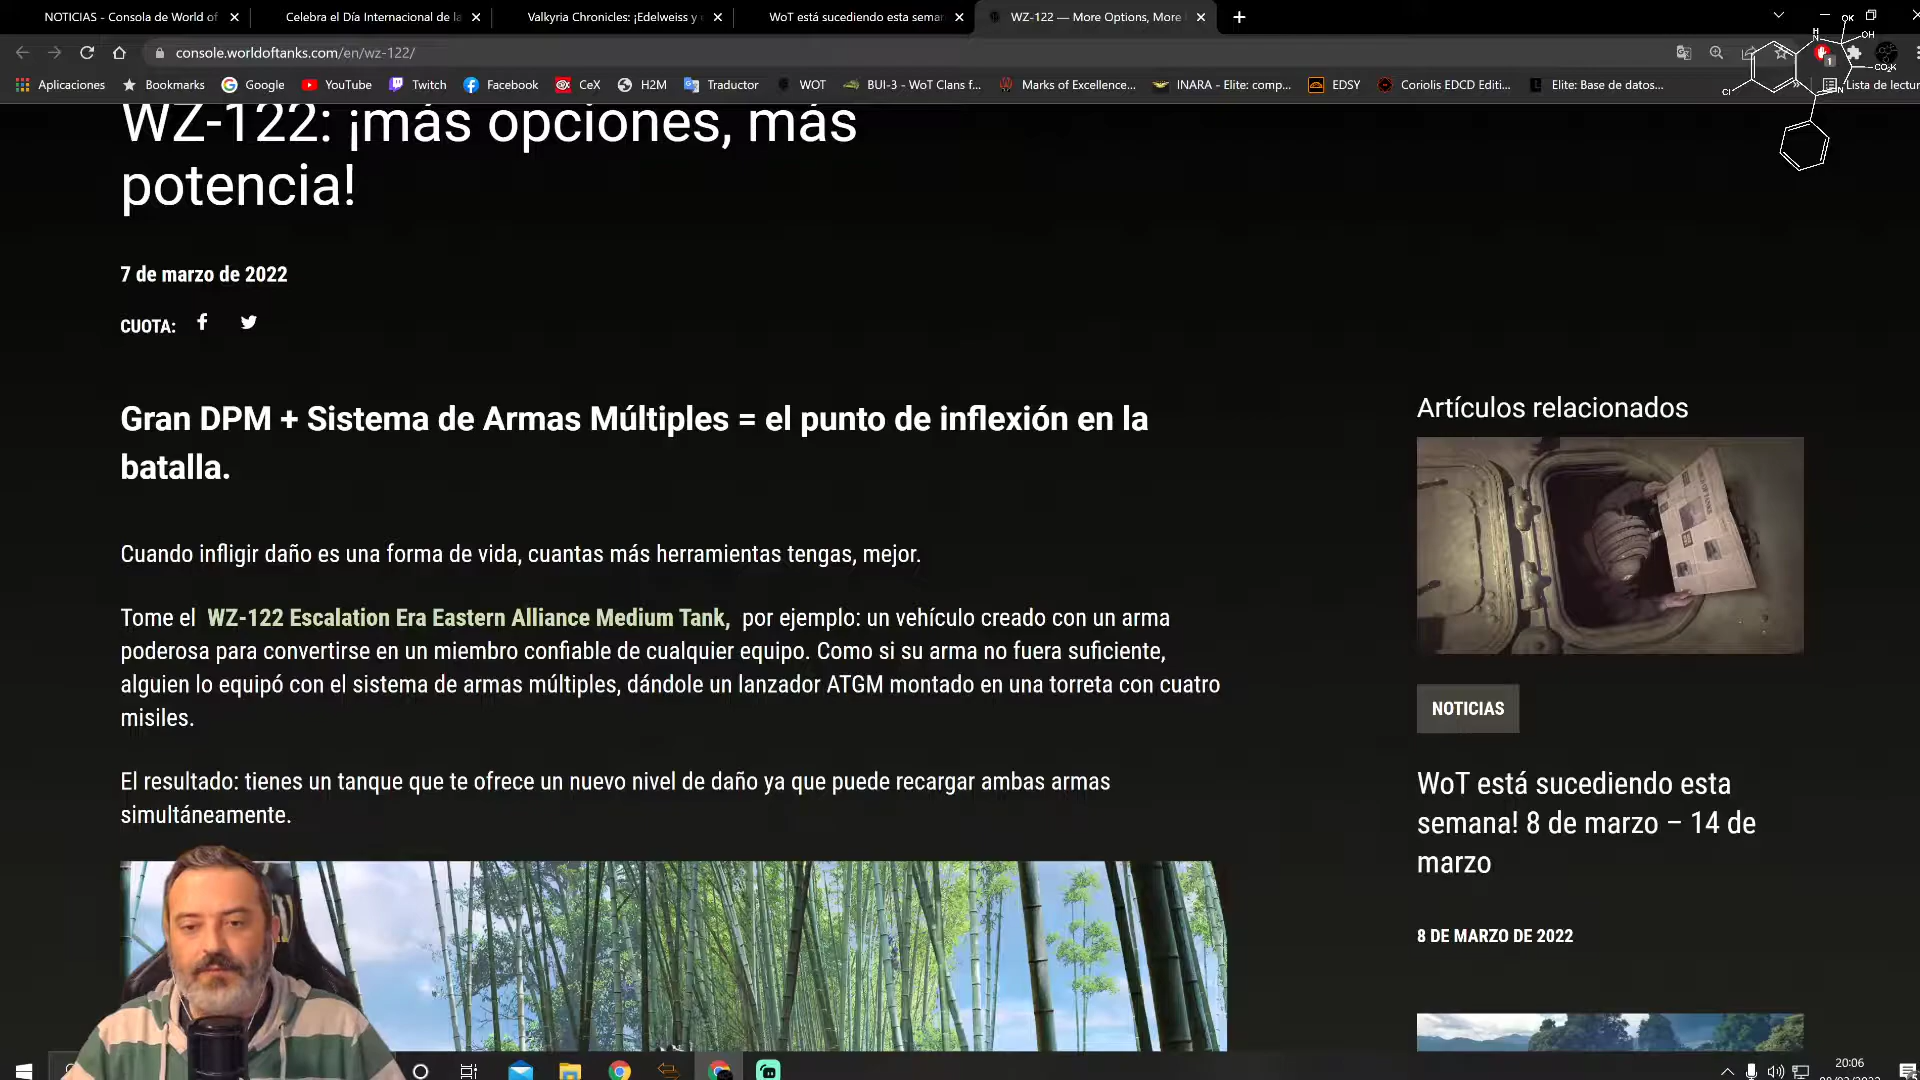 NOTICIAS - Consola de World of
Celebra el Día Internacional de la
Valkyria Chronicles: ¡Edelweiss y
WoT está sucediendo esta semar
WZ-122 — More Options, More
console.worldoftanks.com/en/wz-122/
Aplicaciones
Bookmarks
Google
YouTube
Twitch
Facebook
CeX
H2M
Traductor
WOT
BUI-3 - WoT Clans f...
Marks of Excellence...
INARA - Elite: comp...
EDSY
Coriolis EDCD Editi...
Elite: Base de datos...
Lista de lectur
OK
H
N
OH
CO₂K
N
Cl
1
WZ-122: ¡más opciones, más
potencia!
7 de marzo de 2022
CUOTA:
Gran DPM + Sistema de Armas Múltiples = el punto de inflexión en la
batalla.
Cuando infligir daño es una forma de vida, cuantas más herramientas tengas, mejor.
Tome el WZ-122 Escalation Era Eastern Alliance Medium Tank, por ejemplo: un vehículo creado con un arma
poderosa para convertirse en un miembro confiable de cualquier equipo. Como si su arma no fuera suficiente,
alguien lo equipó con el sistema de armas múltiples, dándole un lanzador ATGM montado en una torreta con cuatro
misiles.
El resultado: tienes un tanque que te ofrece un nuevo nivel de daño ya que puede recargar ambas armas
simultáneamente.
Artículos relacionados
NOTICIAS
WoT está sucediendo esta
semana! 8 de marzo – 14 de
marzo
8 DE MARZO DE 2022
20:06